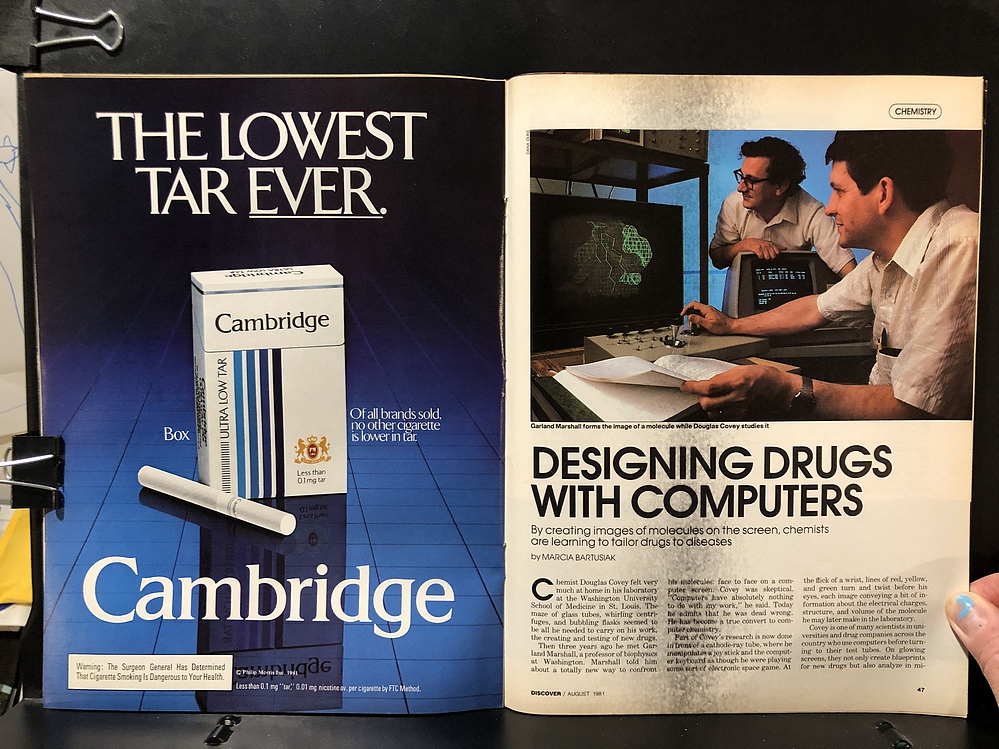 THE LOWEST
TAR EVER.
Cambridge
ULTRA LOW TAR
Less than
0.1 mg tar
Box
Of all brands sold,
no other cigarette
is lower in tar.
Cambridge
Warning: The Surgeon General Has Determined
That Cigarette Smoking Is Dangerous to Your Health.
© Philip Morris Inc. 1981
Less than 0.1 mg "tar," 0.01 mg nicotine av. per cigarette by FTC Method.
CHEMISTRY
Garland Marshall forms the image of a molecule while Douglas Covey studies it
DESIGNING DRUGS
WITH COMPUTERS
By creating images of molecules on the screen, chemists
are learning to tailor drugs to diseases
by MARCIA BARTUSIAK
Chemist Douglas Covey felt very
much at home in his laboratory
at the Washington University
School of Medicine in St. Louis. The
maze of glass tubes, whirling centri-
fuges, and bubbling flasks seemed to
be all he needed to carry on his work,
the creating and testing of new drugs.
Then three years ago he met Gar-
land Marshall, a professor of biophysics
at Washington. Marshall told him
about a totally new way to confront
his molecules: face to face on a com-
puter screen. Covey was skeptical.
"Computers have absolutely nothing
to do with my work," he said. Today
he admits that he was dead wrong.
He has become a true convert to com-
puter chemistry.
Part of Covey's research is now done
in front of a cathode-ray tube, where he
manipulates a joy stick and the comput-
er keyboard as though he were playing
some sort of electronic space game. At
the flick of a wrist, lines of red, yellow,
and green turn and twist before his
eyes, each image conveying a bit of in-
formation about the electrical charges,
structure, and volume of the molecule
he may later make in the laboratory.
Covey is one of many scientists in uni-
versities and drug companies across the
country who use computers before turn-
ing to their test tubes. On glowing
screens, they not only create blueprints
for new drugs but also analyze in mi-
DISCOVER / AUGUST 1981
47